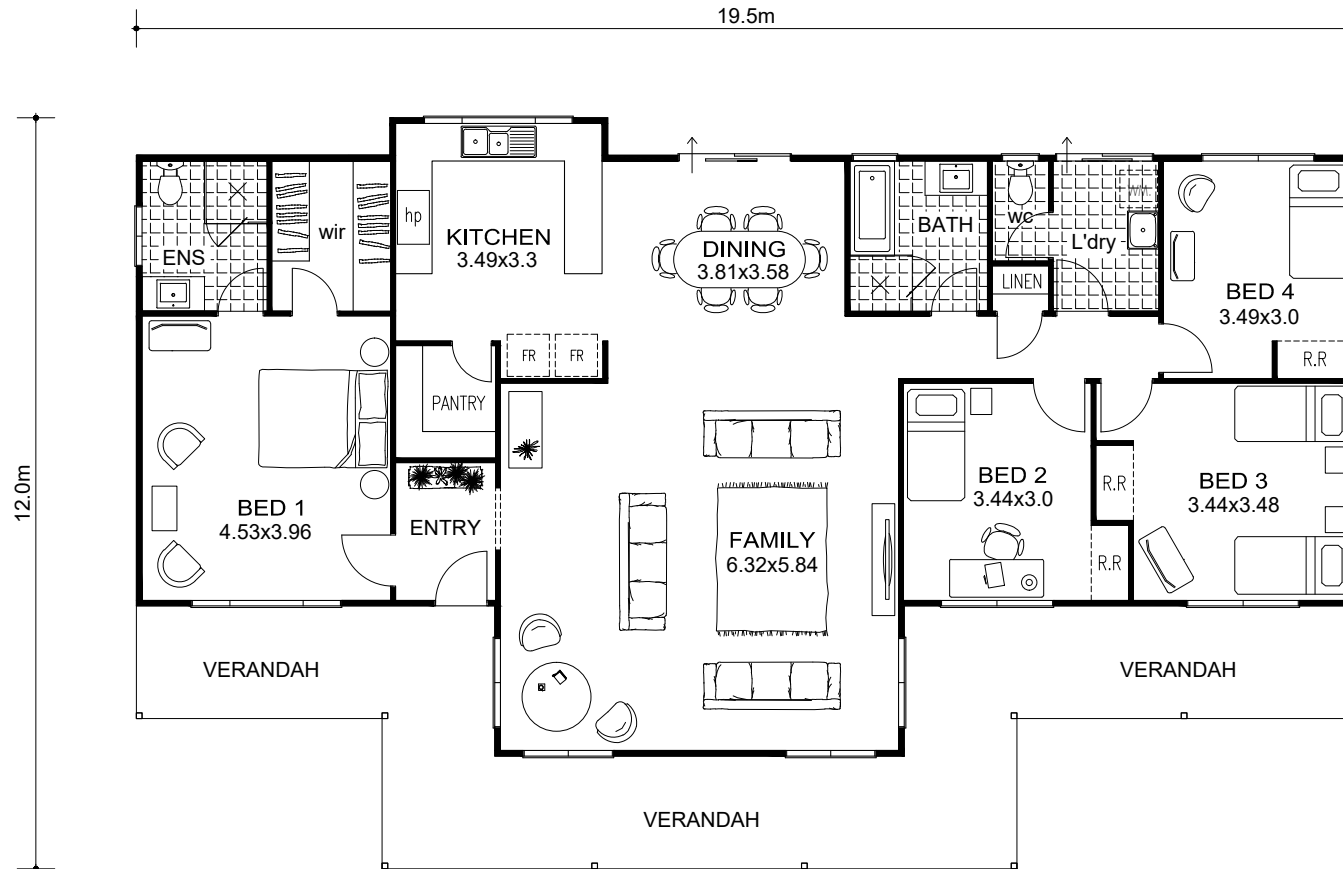 19.5m
12.0m
ENS
wir
hp
KITCHEN
3.49x3.3
DINING
3.81x3.58
BATH
wc
WM
L'dry
LINEN
BED 4
3.49x3.0
R.R
FR
FR
PANTRY
BED 1
4.53x3.96
ENTRY
FAMILY
6.32x5.84
BED 2
3.44x3.0
R.R
R.R
BED 3
3.44x3.48
VERANDAH
VERANDAH
VERANDAH